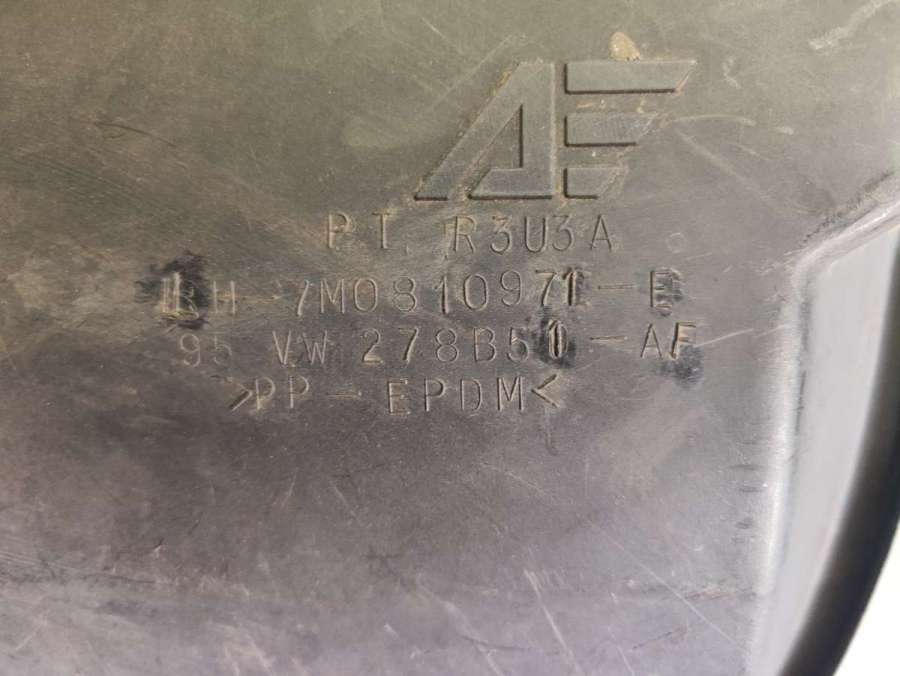 AE
PT. R3U3A
RH-7M0810971-E
95 VW 278B50-AF
>PP-EPDM<